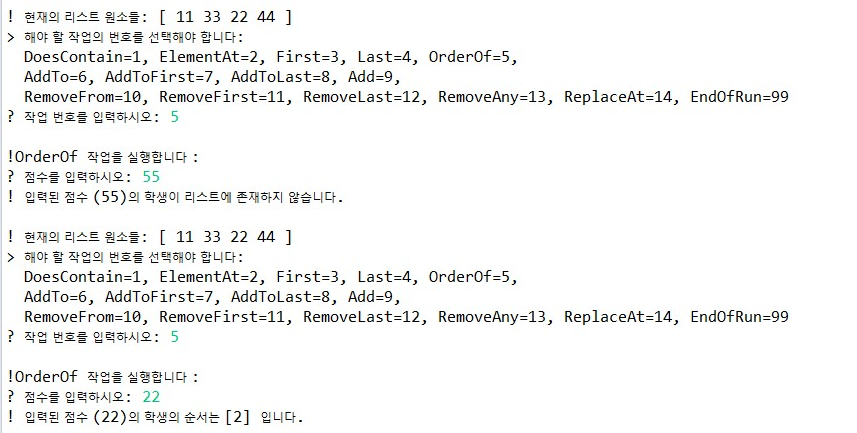 ! 현재의 리스트 원소들: [ 11 33 22 44 ]
> 해야 할 작업의 번호를 선택해야 합니다:
DoesContain=1, ElementAt=2, First=3, Last=4, OrderOf=5,
AddTo=6, AddToFirst=7, AddToLast=8, Add=9,
RemoveFrom=10, RemoveFirst=11, RemoveLast=12, RemoveAny=13, ReplaceAt=14, EndOfRun=99
? 작업 번호를 입력하시오: 5
!OrderOf 작업을 실행합니다 :
? 점수를 입력하시오: 55
! 입력된 점수 (55)의 학생이 리스트에 존재하지 않습니다.
! 현재의 리스트 원소들: [ 11 33 22 44 ]
> 해야 할 작업의 번호를 선택해야 합니다:
DoesContain=1, ElementAt=2, First=3, Last=4, OrderOf=5,
AddTo=6, AddToFirst=7, AddToLast=8, Add=9,
RemoveFrom=10, RemoveFirst=11, RemoveLast=12, RemoveAny=13, ReplaceAt=14, EndOfRun=99
? 작업 번호를 입력하시오: 5
!OrderOf 작업을 실행합니다 :
? 점수를 입력하시오: 22
! 입력된 점수 (22)의 학생의 순서는 [2] 입니다.